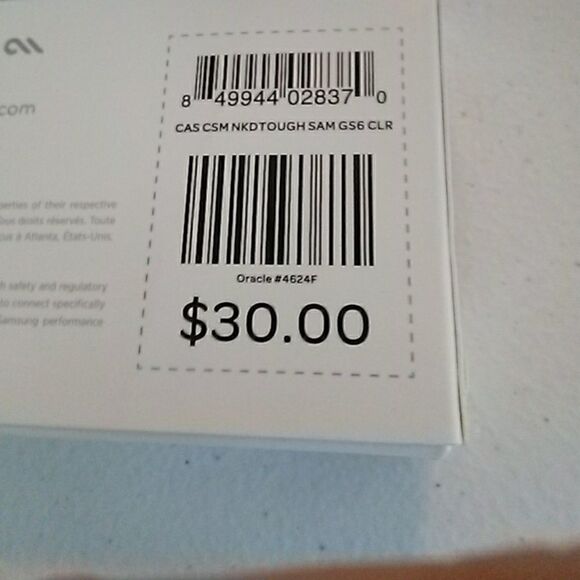 com
8 49944 02837 0
CAS CSM NKDTOUGH SAM GS6 CLR
perties of their respective
ous droits réservés. Toute
à Atlanta, États-Unis.
safety and regulatory
to connect specifically
Samsung performance
Oracle #4624F
$30.00